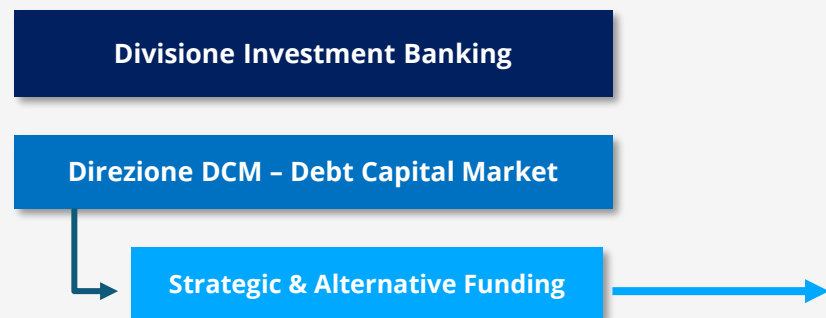 Divisione Investment Banking
Direzione DCM – Debt Capital Market
Strategic & Alternative Funding